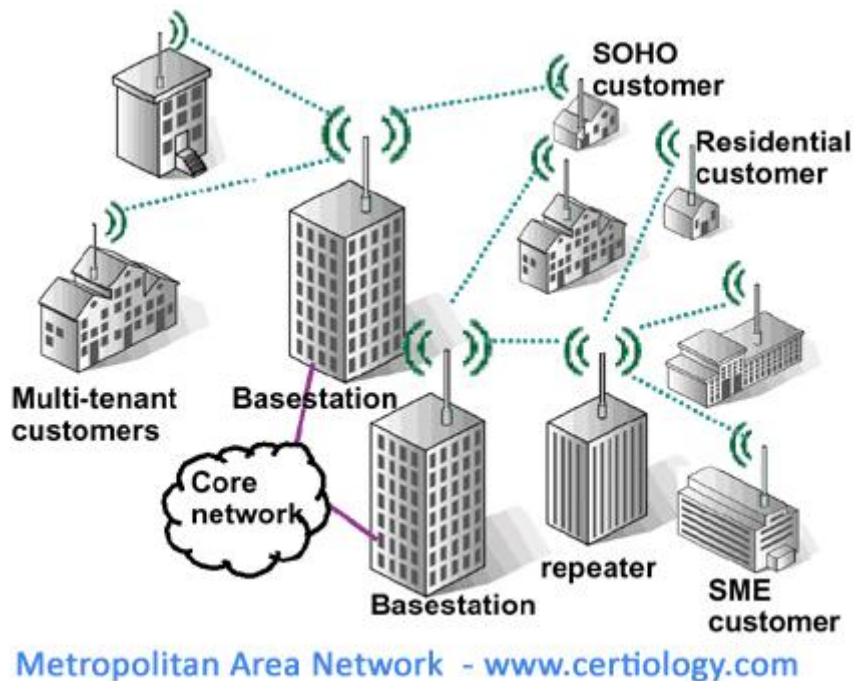 SOHO
customer
Residential
customer
Multi-tenant
customers
Basestation
Core
network
Basestation
repeater
SME
customer
Metropolitan Area Network - www.certiology.com